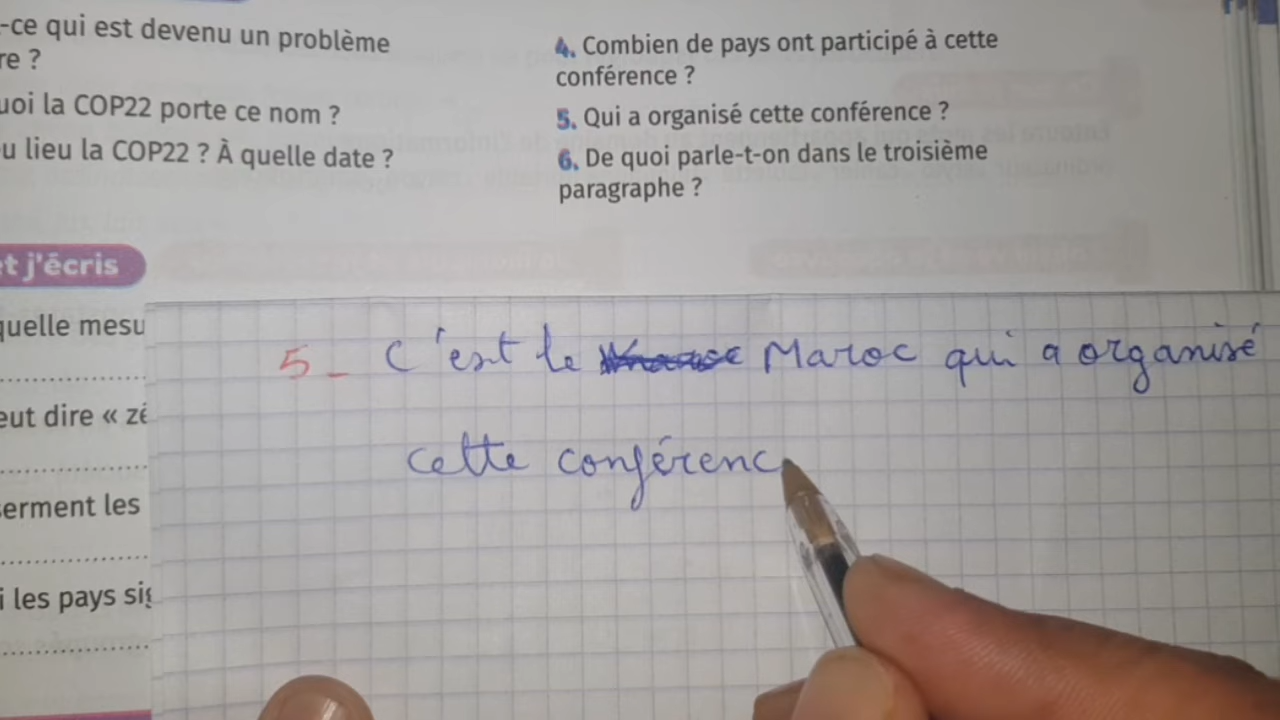 -ce qui est devenu un problème
re ?
uoi la COP22 porte ce nom ?
u lieu la COP22 ? À quelle date ?
4. Combien de pays ont participé à cette
conférence ?
5. Qui a organisé cette conférence ?
6. De quoi parle-t-on dans le troisième
paragraphe ?
et j'écris
quelle mesu
eut dire « zé
serment les
i les pays sig
5_ C'est le Maroc qui a organisé
cette conférenc